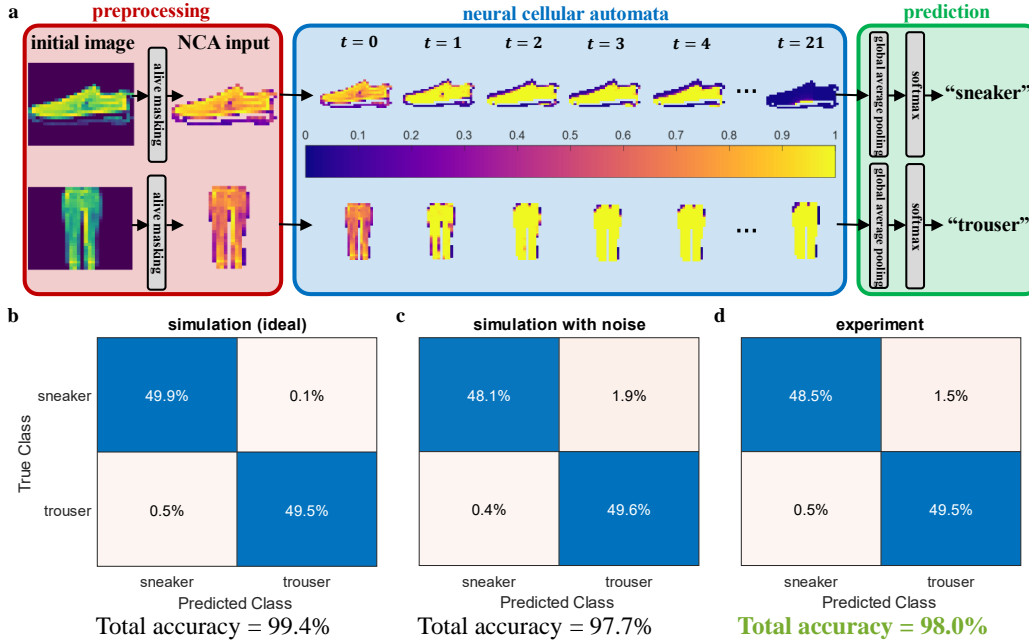 a
preprocessing
neural cellular automata
prediction
initial image
NCA input
t = 0
t = 1
t = 2
t = 3
t = 4
t = 21
alive masking
...
global average pooling
softmax
"sneaker"
0
0.1
0.2
0.3
0.4
0.5
0.6
0.7
0.8
0.9
1
alive masking
...
global average pooling
softmax
"trouser"
b
simulation (ideal)
True Class
sneaker
49.9%
0.1%
trouser
0.5%
49.5%
sneaker
trouser
Predicted Class
Total accuracy = 99.4%
c
simulation with noise
48.1%
1.9%
0.4%
49.6%
sneaker
trouser
Predicted Class
Total accuracy = 97.7%
d
experiment
48.5%
1.5%
0.5%
49.5%
sneaker
trouser
Predicted Class
Total accuracy = 98.0%